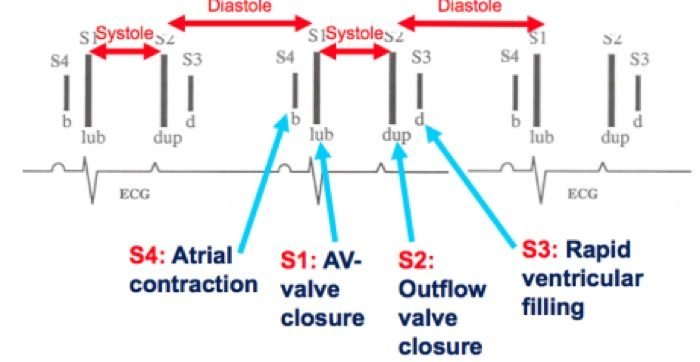 Diastole Diastole
S1 Systole S2 S1 Systole S2 S1 S2
S4 S3 S4 S3 S4 S3
b d b d b d
lub dup lub dup lub dup
ECG ECG
S4: Atrial
contraction
S1: AV-
valve
closure
S2:
Outflow
valve
closure
S3: Rapid
ventricular
filling